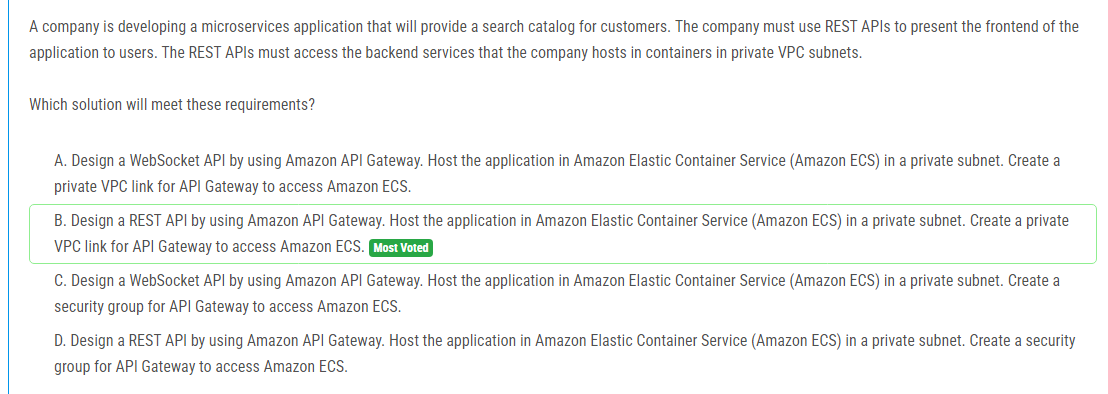 A company is developing a microservices application that will provide a search catalog for customers. The company must use REST APIs to present the frontend of the
application to users. The REST APIs must access the backend services that the company hosts in containers in private VPC subnets.
Which solution will meet these requirements?
A. Design a WebSocket API by using Amazon API Gateway. Host the application in Amazon Elastic Container Service (Amazon ECS) in a private subnet. Create a
private VPC link for API Gateway to access Amazon ECS.
B. Design a REST API by using Amazon API Gateway. Host the application in Amazon Elastic Container Service (Amazon ECS) in a private subnet. Create a private
VPC link for API Gateway to access Amazon ECS. Most Voted
C. Design a WebSocket API by using Amazon API Gateway. Host the application in Amazon Elastic Container Service (Amazon ECS) in a private subnet. Create a
security group for API Gateway to access Amazon ECS.
D. Design a REST API by using Amazon API Gateway. Host the application in Amazon Elastic Container Service (Amazon ECS) in a private subnet. Create a security
group for API Gateway to access Amazon ECS.